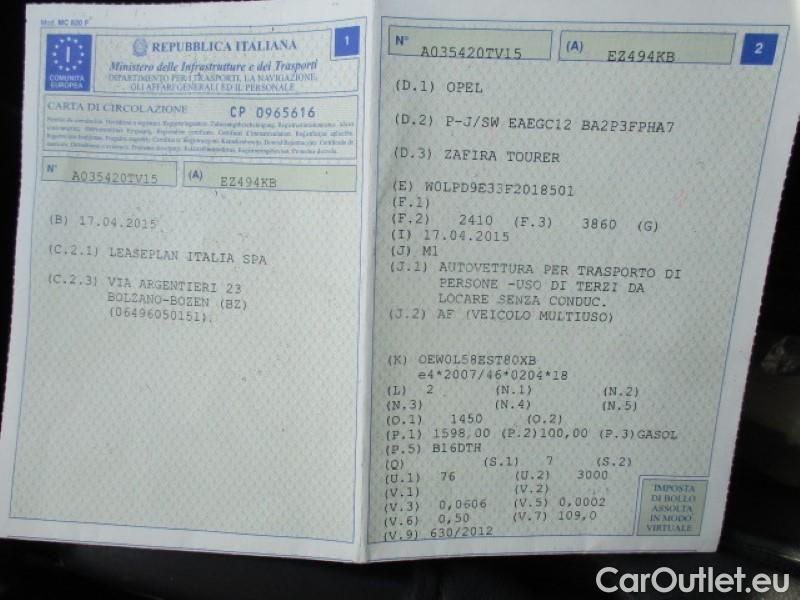 Mod. MC 820 F
I
COMUNITÀ
EUROPEA
REPUBBLICA ITALIANA
1
Ministero delle Infrastrutture e dei Trasporti
DIPARTIMENTO PER I TRASPORTI, LA NAVIGAZIONE,
GLI AFFARI GENERALI ED IL PERSONALE
CARTA DI CIRCOLAZIONE CP 0965616
N° A035420TV15 (A) EZ494KB
(B) 17.04.2015
(C.2.1) LEASEPLAN ITALIA SPA
(C.2.3) VIA ARGENTIERI 23
BOLZANO-BOZEN (BZ)
(06496050151).
N° A035420TV15 (A) EZ494KB
2
(D.1) OPEL
(D.2) P-J/SW EAEGC12 BA2P3FPHA7
(D.3) ZAFIRA TOURER
(E) W0LPD9E33F2018501
(F.1)
(F.2) 2410 (F.3) 3860 (G)
(I) 17.04.2015
(J) M1
(J.1) AUTOVETTURA PER TRASPORTO DI
PERSONE -USO DI TERZI DA
LOCARE SENZA CONDUC.
(J.2) AF (VEICOLO MULTIUSO)
(K) OEW0L58EST80XB
e4*2007/46*0204*18
(L) 2 (N.1) (N.2)
(N.3) (N.4) (N.5)
(O.1) 1450 (O.2)
(P.1) 1598,00 (P.2)100,00 (P.3)GASOL
(P.5) B16DTH
(Q) (S.1) 7 (S.2)
(U.1) 76 (U.2) 3000
(V.1) (V.2)
(V.3) 0,0606 (V.5) 0,0002
(V.6) 0,50 (V.7) 109,0
(V.9) 630/2012
IMPOSTA
DI BOLLO
ASSOLTA
IN MODO
VIRTUALE
CarOutlet.eu